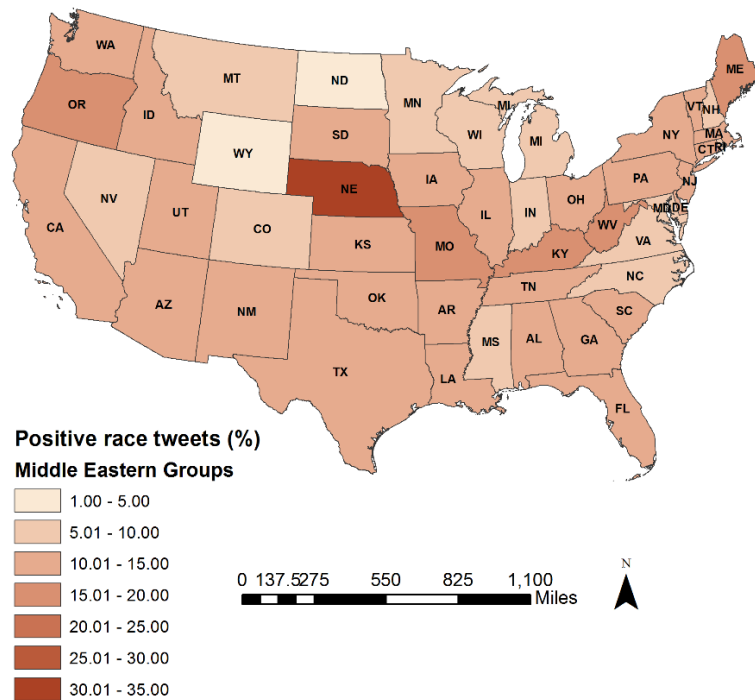 WA
MT
ND
MN
ME
OR
ID
SD
WI
MI
MI
VT
NH
NY
MA
CT
RI
WY
NE
IA
PA
NJ
NV
UT
CO
IL
IN
OH
MD
DE
CA
KS
MO
KY
WV
VA
AZ
NM
OK
AR
TN
NC
TX
LA
MS
AL
GA
SC
FL
Positive race tweets (%)
Middle Eastern Groups
1.00 - 5.00
5.01 - 10.00
10.01 - 15.00
15.01 - 20.00
20.01 - 25.00
25.01 - 30.00
30.01 - 35.00
0 137.5275 550 825 1,100
Miles
N